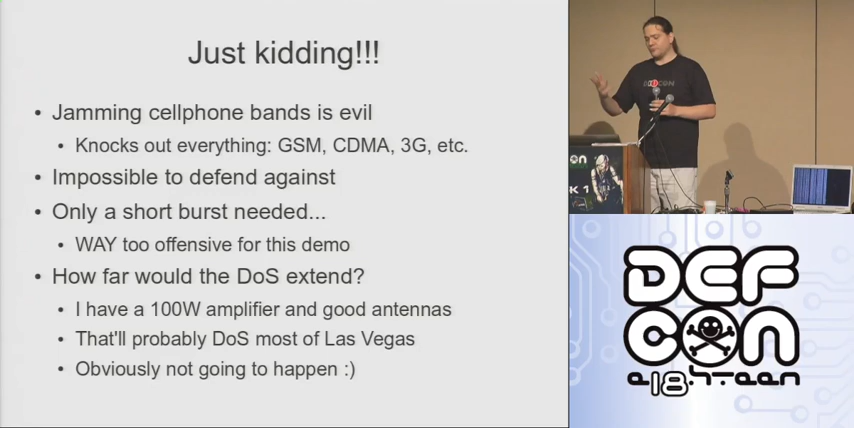 Just kidding!!!
• Jamming cellphone bands is evil
• Knocks out everything: GSM, CDMA, 3G, etc.
• Impossible to defend against
• Only a short burst needed...
• WAY too offensive for this demo
• How far would the DoS extend?
• I have a 100W amplifier and good antennas
• That'll probably DoS most of Las Vegas
• Obviously not going to happen :)
DEF
CON
e18h-teen